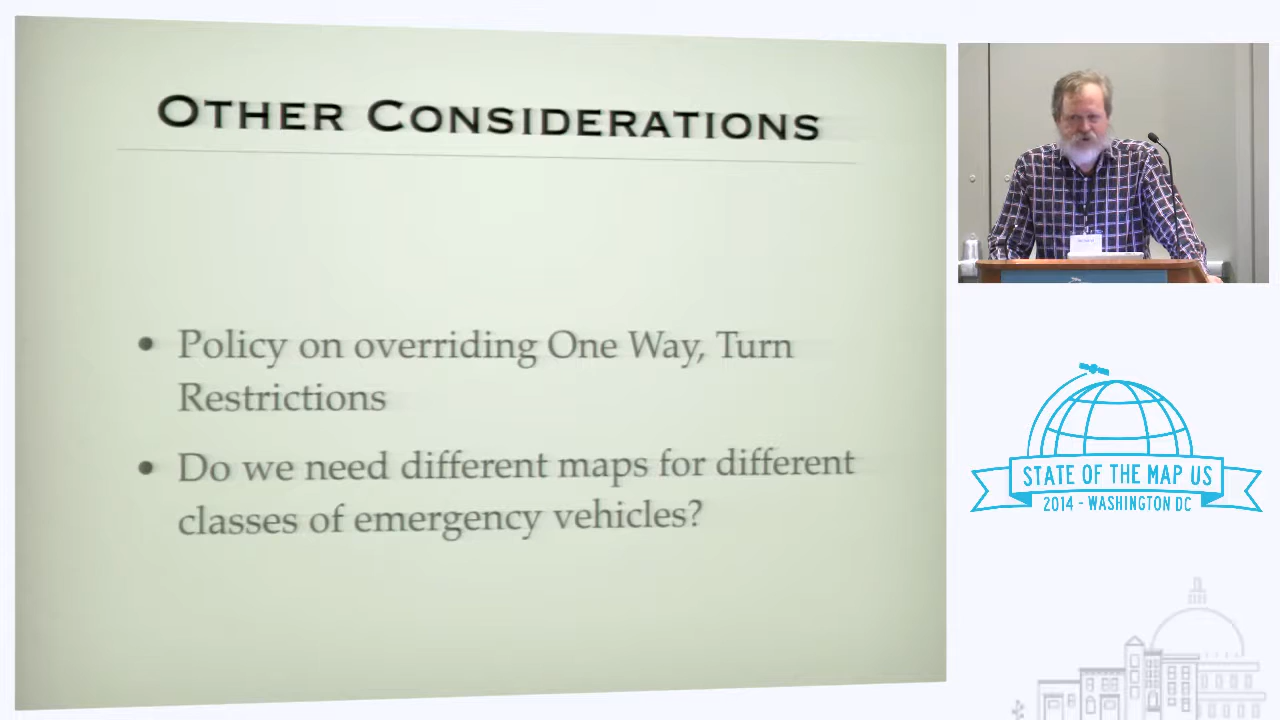 OTHER CONSIDERATIONS
• Policy on overriding One Way, Turn
Restrictions
• Do we need different maps for different
classes of emergency vehicles?
STATE OF THE MAP US
2014 - WASHINGTON DC